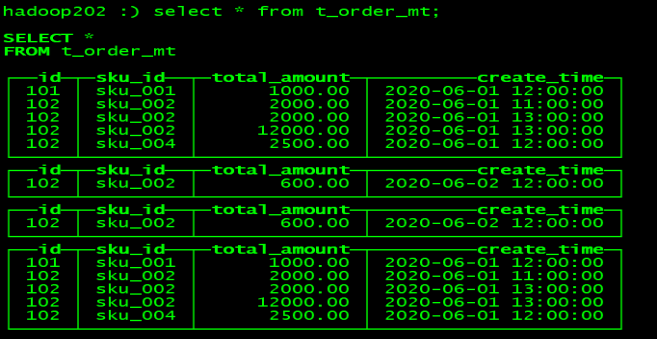 hadoop202 :) select * from t_order_mt;
SELECT *
FROM t_order_mt
id sku_id total_amount create_time
101 sku_001 1000.00 2020-06-01 12:00:00
102 sku_002 2000.00 2020-06-01 11:00:00
102 sku_002 2000.00 2020-06-01 13:00:00
102 sku_002 12000.00 2020-06-01 13:00:00
102 sku_004 2500.00 2020-06-01 12:00:00
id sku_id total_amount create_time
102 sku_002 600.00 2020-06-02 12:00:00
id sku_id total_amount create_time
102 sku_002 600.00 2020-06-02 12:00:00
id sku_id total_amount create_time
101 sku_001 1000.00 2020-06-01 12:00:00
102 sku_002 2000.00 2020-06-01 11:00:00
102 sku_002 2000.00 2020-06-01 13:00:00
102 sku_002 12000.00 2020-06-01 13:00:00
102 sku_004 2500.00 2020-06-01 12:00:00